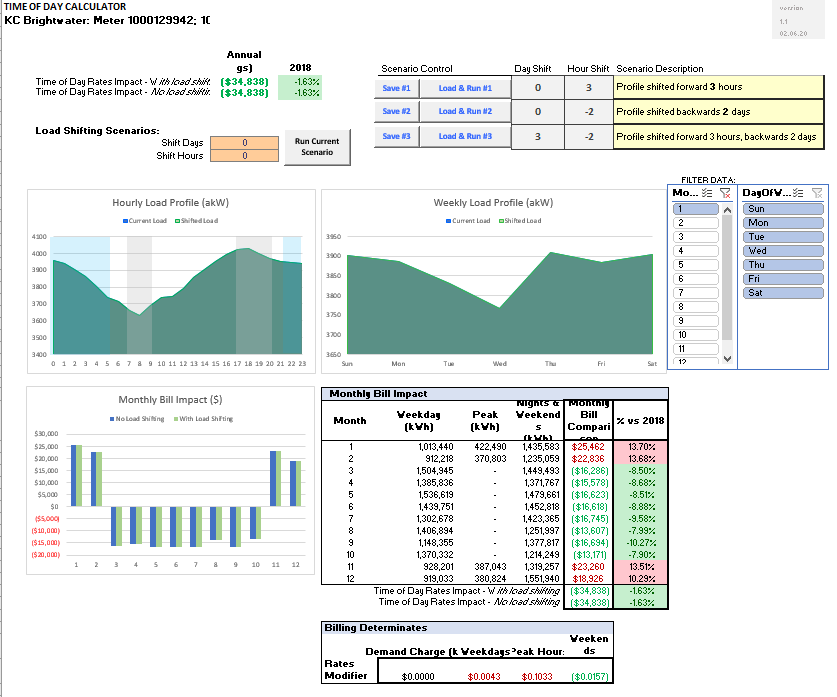 TIME OF DAY CALCULATOR
KC Brightwater: Meter 1000129942; 1(
version
1.1
02.06.20
Annual
gs) 2018
Time of Day Rates Impact - With load shift. ($34,838) -1.63%
Time of Day Rates Impact - No load shiftir. ($34,838) -1.63%
Scenario Control Day Shift Hour Shift Scenario Description
Save #1 Load & Run #1 0 3 Profile shifted forward 3 hours
Save #2 Load & Run #2 0 -2 Profile shifted backwards 2 days
Save #3 Load & Run #3 3 -2 Profile shifted forward 3 hours, backwards 2 days
Load Shifting Scenarios:
Shift Days 0
Shift Hours 0
Run Current
Scenario
FILTER DATA:
Mo... DayOfW...
1 Sun
2 Mon
3 Tue
4 Wed
5 Thu
6 Fri
7 Sat
8
9
10
11
12
Hourly Load Profile (akW)
Current Load Shifted Load
4100
4000
3900
3800
3700
3600
3500
3400
0 1 2 3 4 5 6 7 8 9 10 11 12 13 14 15 16 17 18 19 20 21 22 23
Weekly Load Profile (akW)
Current Load Shifted Load
3950
3900
3850
3800
3750
3700
3650
Sun Mon Tue Wed Thu Fri Sat
Monthly Bill Impact ($)
No Load Shifting With Load Shifting
$30,000
$25,000
$20,000
$15,000
$10,000
$5,000
$0
($5,000)
($10,000)
($15,000)
($20,000)
1 2 3 4 5 6 7 8 9 10 11 12
Monthly Bill Impact
Month Weekday (kWh) Peak (kWh) Nights & Weekends (kWh) Monthly Bill Comparison % vs 2018
1 1,013,440 422,490 1,435,583 $25,462 13.70%
2 912,218 370,803 1,235,059 $22,836 13.68%
3 1,504,945 - 1,449,493 ($16,286) -8.50%
4 1,385,836 - 1,371,767 ($15,578) -8.68%
5 1,536,619 - 1,479,661 ($16,623) -8.51%
6 1,439,751 - 1,452,818 ($16,618) -8.88%
7 1,302,678 - 1,423,365 ($16,745) -9.58%
8 1,406,894 - 1,251,997 ($13,607) -7.99%
9 1,148,355 - 1,377,817 ($16,694) -10.27%
10 1,370,332 - 1,214,249 ($13,171) -7.90%
11 928,201 387,043 1,319,257 $23,260 13.51%
12 919,033 380,824 1,551,940 $18,926 10.29%
Time of Day Rates Impact - With load shifting ($34,838) -1.63%
Time of Day Rates Impact - No load shifting ($34,838) -1.63%
Billing Determinates
Demand Charge (k Weekdays Peak Hour: Weekends
Rates
Modifier $0.0000 $0.0043 $0.1033 ($0.0157)